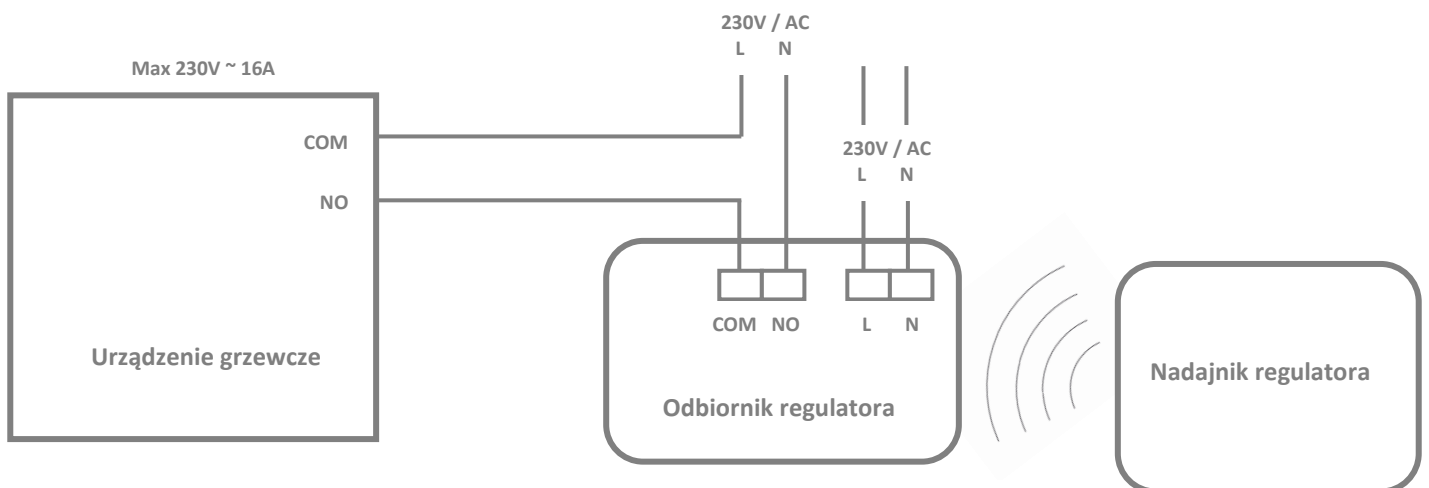 230V / AC
L N
Max 230V ~ 16A
COM
NO
230V / AC
L N
COM NO L N
Urządzenie grzewcze
Odbiornik regulatora
Nadajnik regulatora